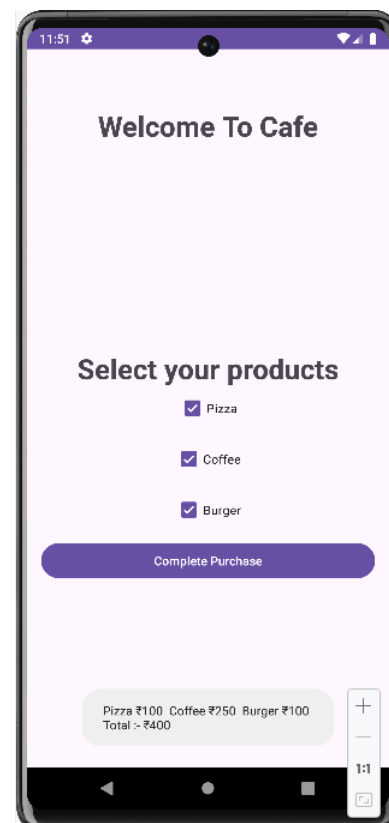 11:51
Welcome To Cafe
Select your products
Pizza
Coffee
Burger
Complete Purchase
Pizza ₹100 Coffee ₹250 Burger ₹100
Total :- ₹400
1:1